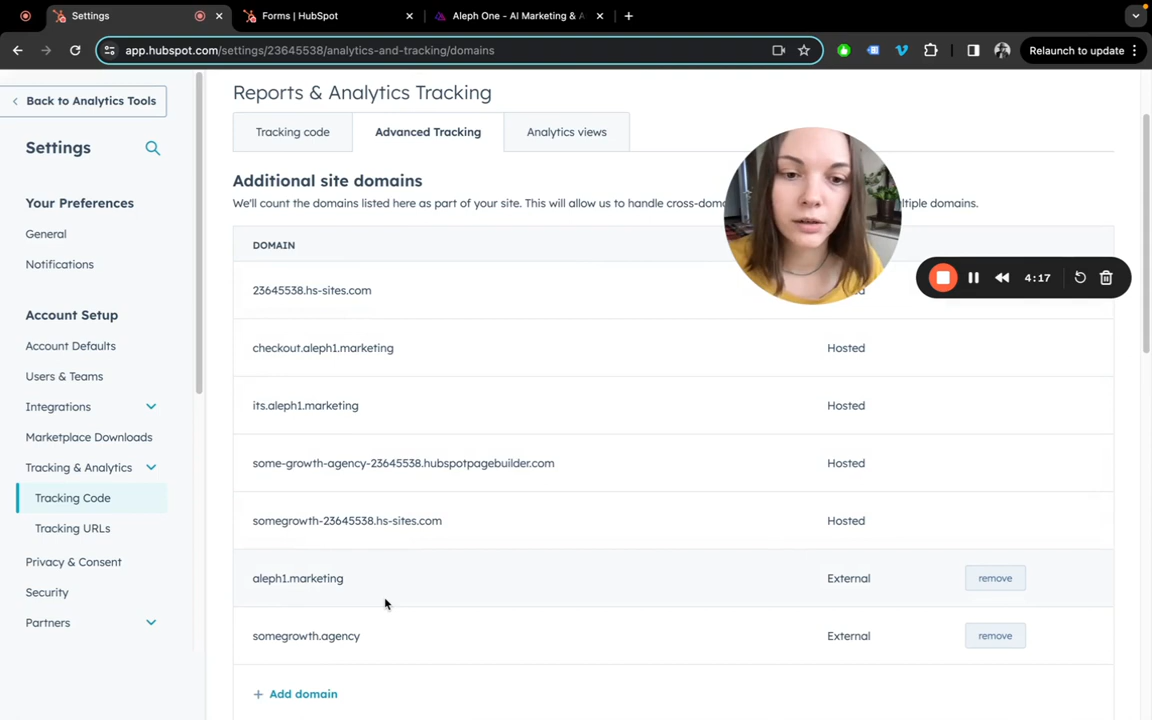 Settings
Forms | HubSpot
Aleph One - AI Marketing & A
app.hubspot.com/settings/23645538/analytics-and-tracking/domains
Relaunch to update
Back to Analytics Tools
Settings
Your Preferences
General
Notifications
Account Setup
Account Defaults
Users & Teams
Integrations
Marketplace Downloads
Tracking & Analytics
Tracking Code
Tracking URLs
Privacy & Consent
Security
Partners
Reports & Analytics Tracking
Tracking code
Advanced Tracking
Analytics views
Additional site domains
We'll count the domains listed here as part of your site. This will allow us to handle cross-doma ltiple domains.
DOMAIN
23645538.hs-sites.com
checkout.aleph1.marketing Hosted
its.aleph1.marketing Hosted
some-growth-agency-23645538.hubspotpagebuilder.com Hosted
somegrowth-23645538.hs-sites.com Hosted
aleph1.marketing External remove
somegrowth.agency External remove
+ Add domain
4:17